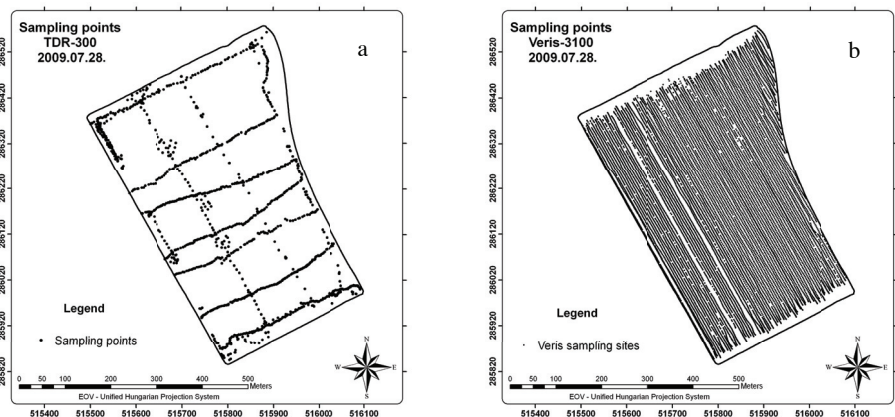 Sampling points
TDR-300
2009.07.28.
a
286520
286420
286320
286220
286120
286020
285920
285820
Legend
Sampling points
N
W E
S
0 50 100 200 300 400 500
Meters
EOV - Unified Hungarian Projection System
515400 515500 515600 515700 515800 515900 516000 516100
Sampling points
Veris-3100
2009.07.28.
b
286520
286420
286320
286220
286120
286020
285920
285820
Legend
Veris sampling sites
N
W E
S
0 50 100 200 300 400 500
Meters
EOV - Unified Hungarian Projection System
515400 515500 515600 515700 515800 515900 516000 516100